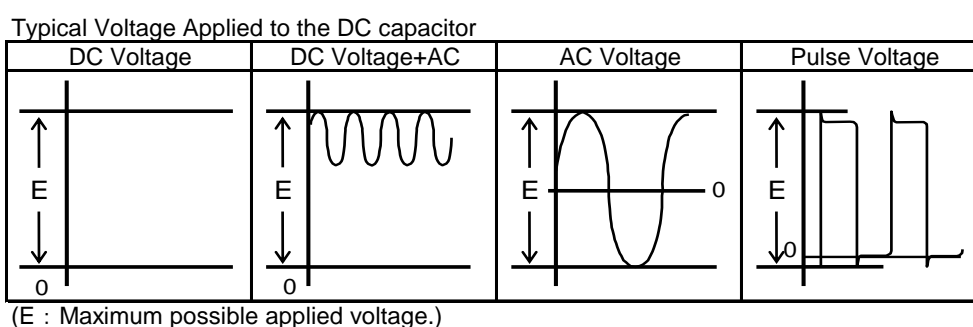 Typical Voltage Applied to the DC capacitor
DC Voltage DC Voltage+AC AC Voltage Pulse Voltage
E E E 0 E
0
0 0
(E：Maximum possible applied voltage.)